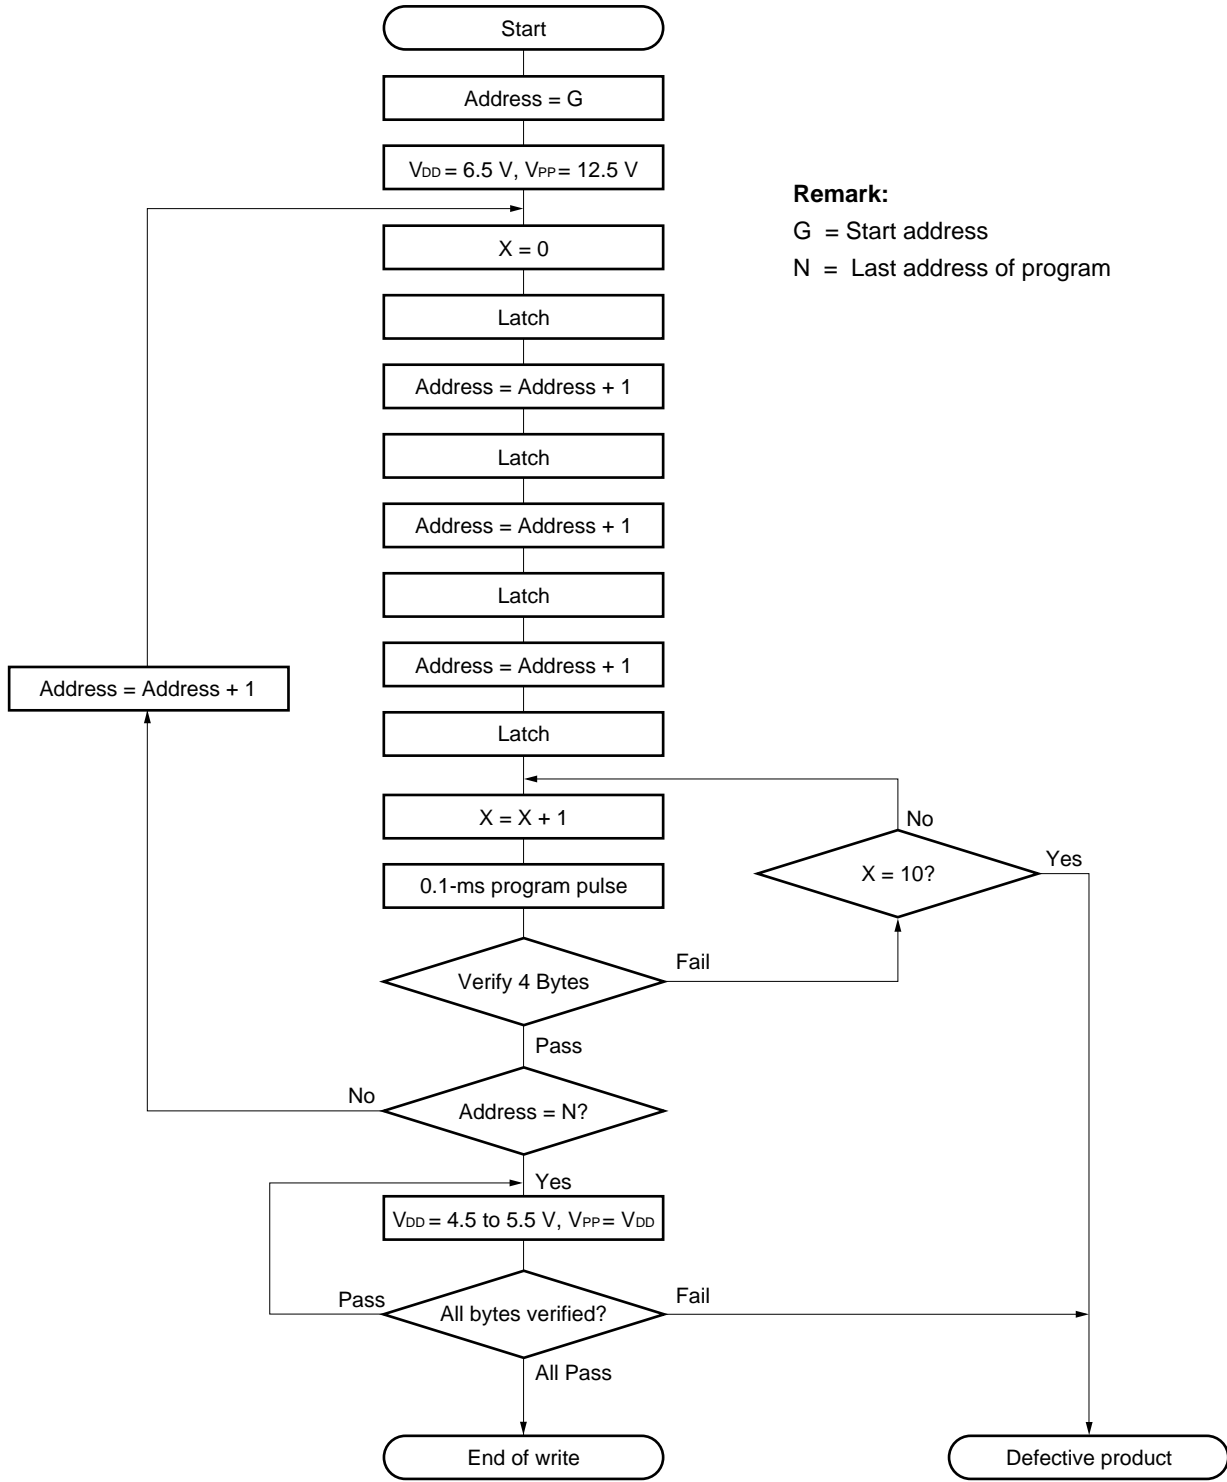 Start
Address = G
VDD = 6.5 V, VPP = 12.5 V
Remark:
G = Start address
N = Last address of program
X = 0
Latch
Address = Address + 1
Latch
Address = Address + 1
Latch
Address = Address + 1
Address = Address + 1
Latch
X = X + 1
No
X = 10?
Yes
0.1-ms program pulse
Verify 4 Bytes
Fail
Pass
No
Address = N?
Yes
VDD = 4.5 to 5.5 V, VPP = VDD
Pass
All bytes verified?
Fail
All Pass
End of write
Defective product